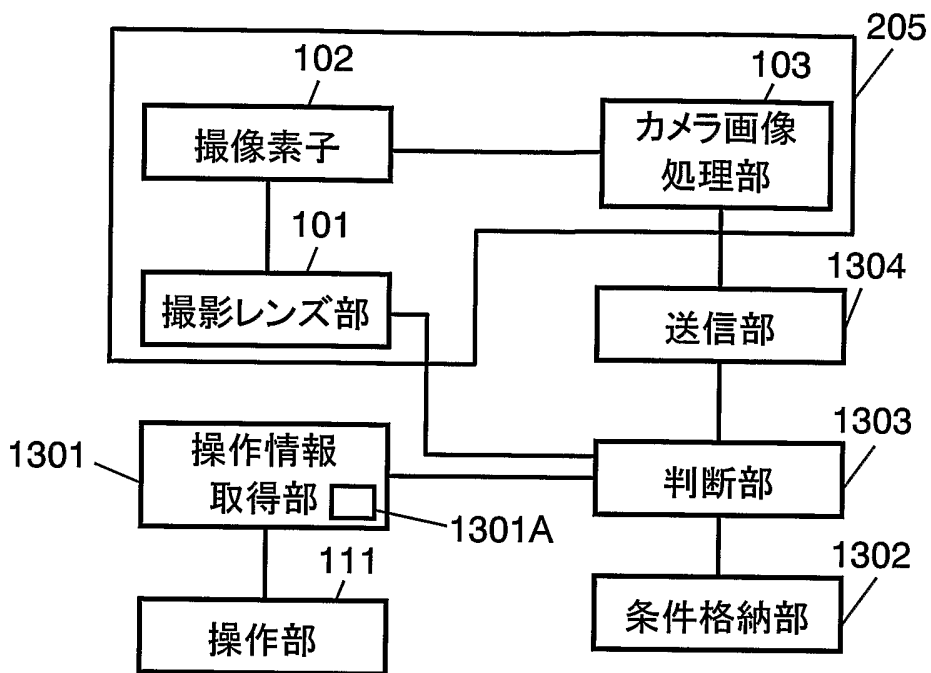 205
102
103
撮像素子
カメラ画像
処理部
101
1304
撮影レンズ部
送信部
1301
操作情報
取得部
1303
判断部
1301A
111
1302
操作部
条件格納部